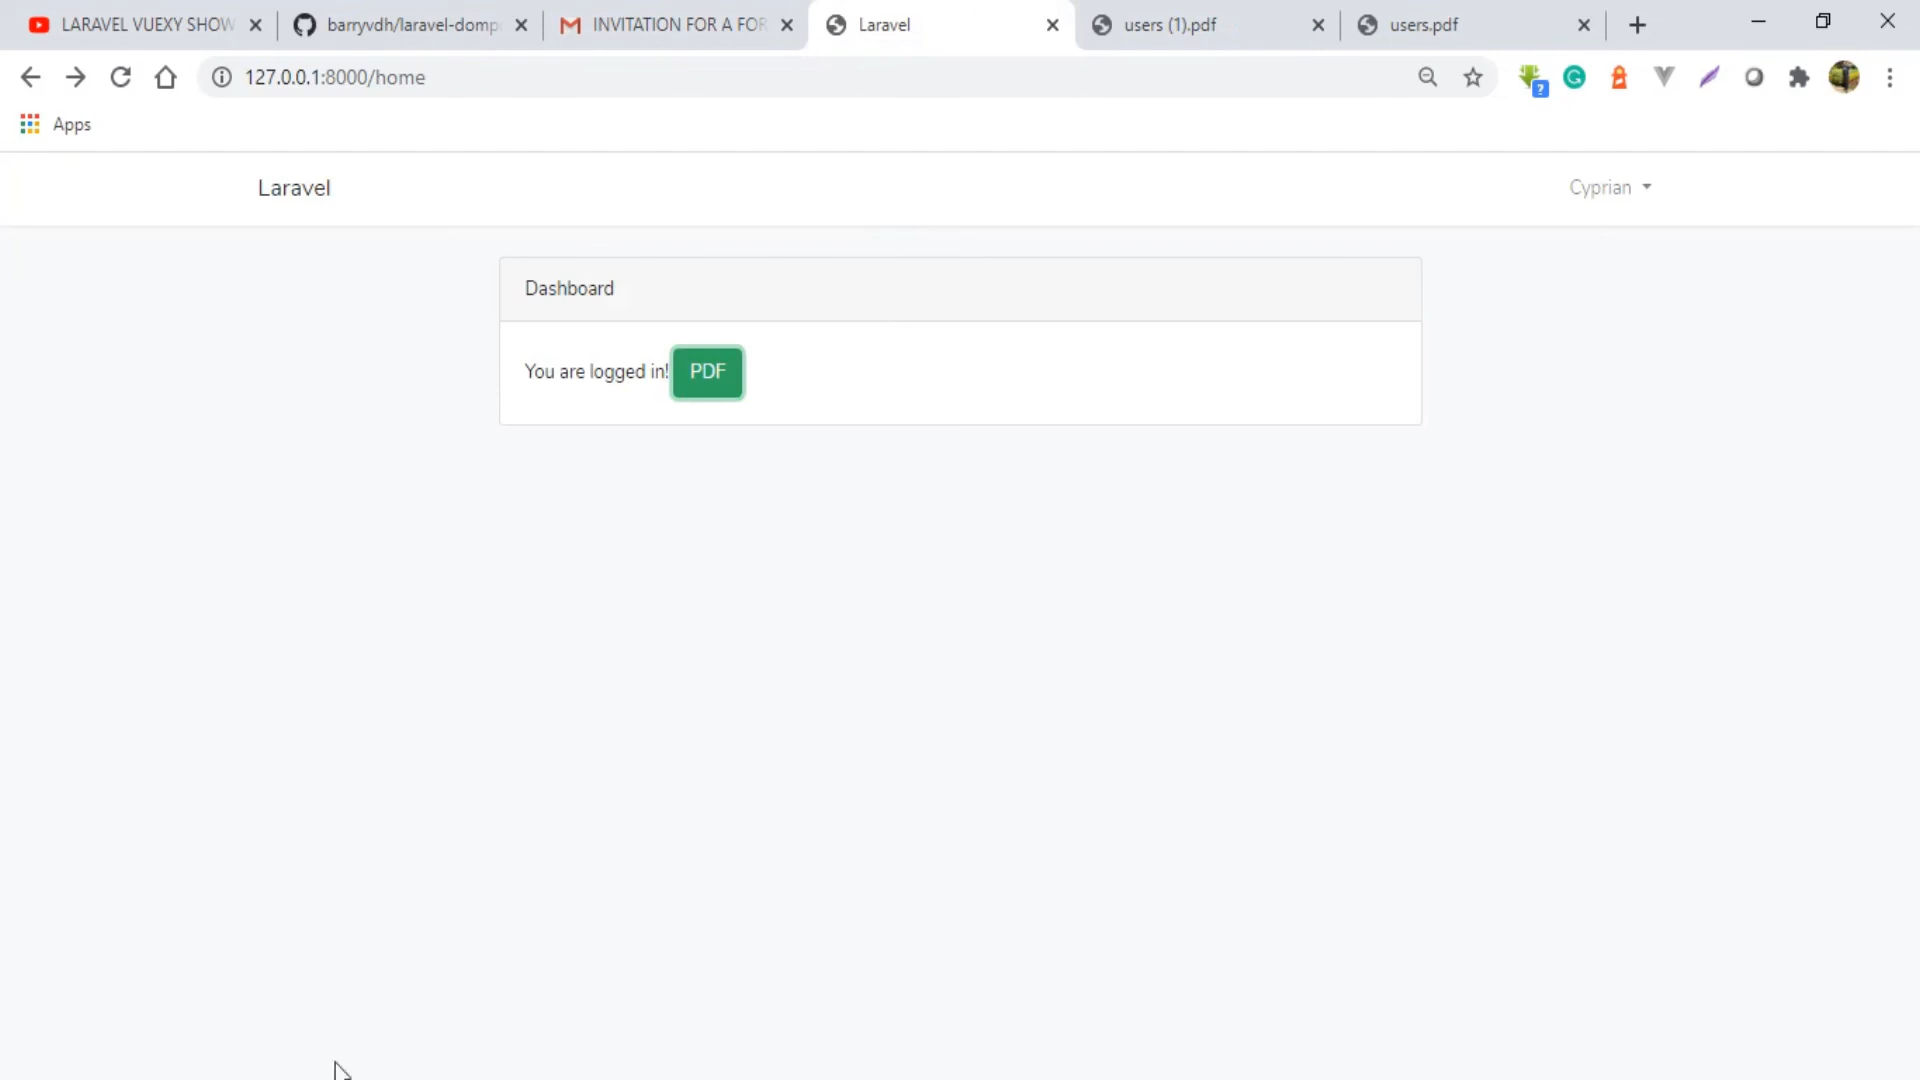 LARAVEL VUEXY SHOW
barryvdh/laravel-domp
INVITATION FOR A FOR
Laravel
users (1).pdf
users.pdf
127.0.0.1:8000/home
?
Apps
Laravel
Cyprian
Dashboard
You are logged in! PDF